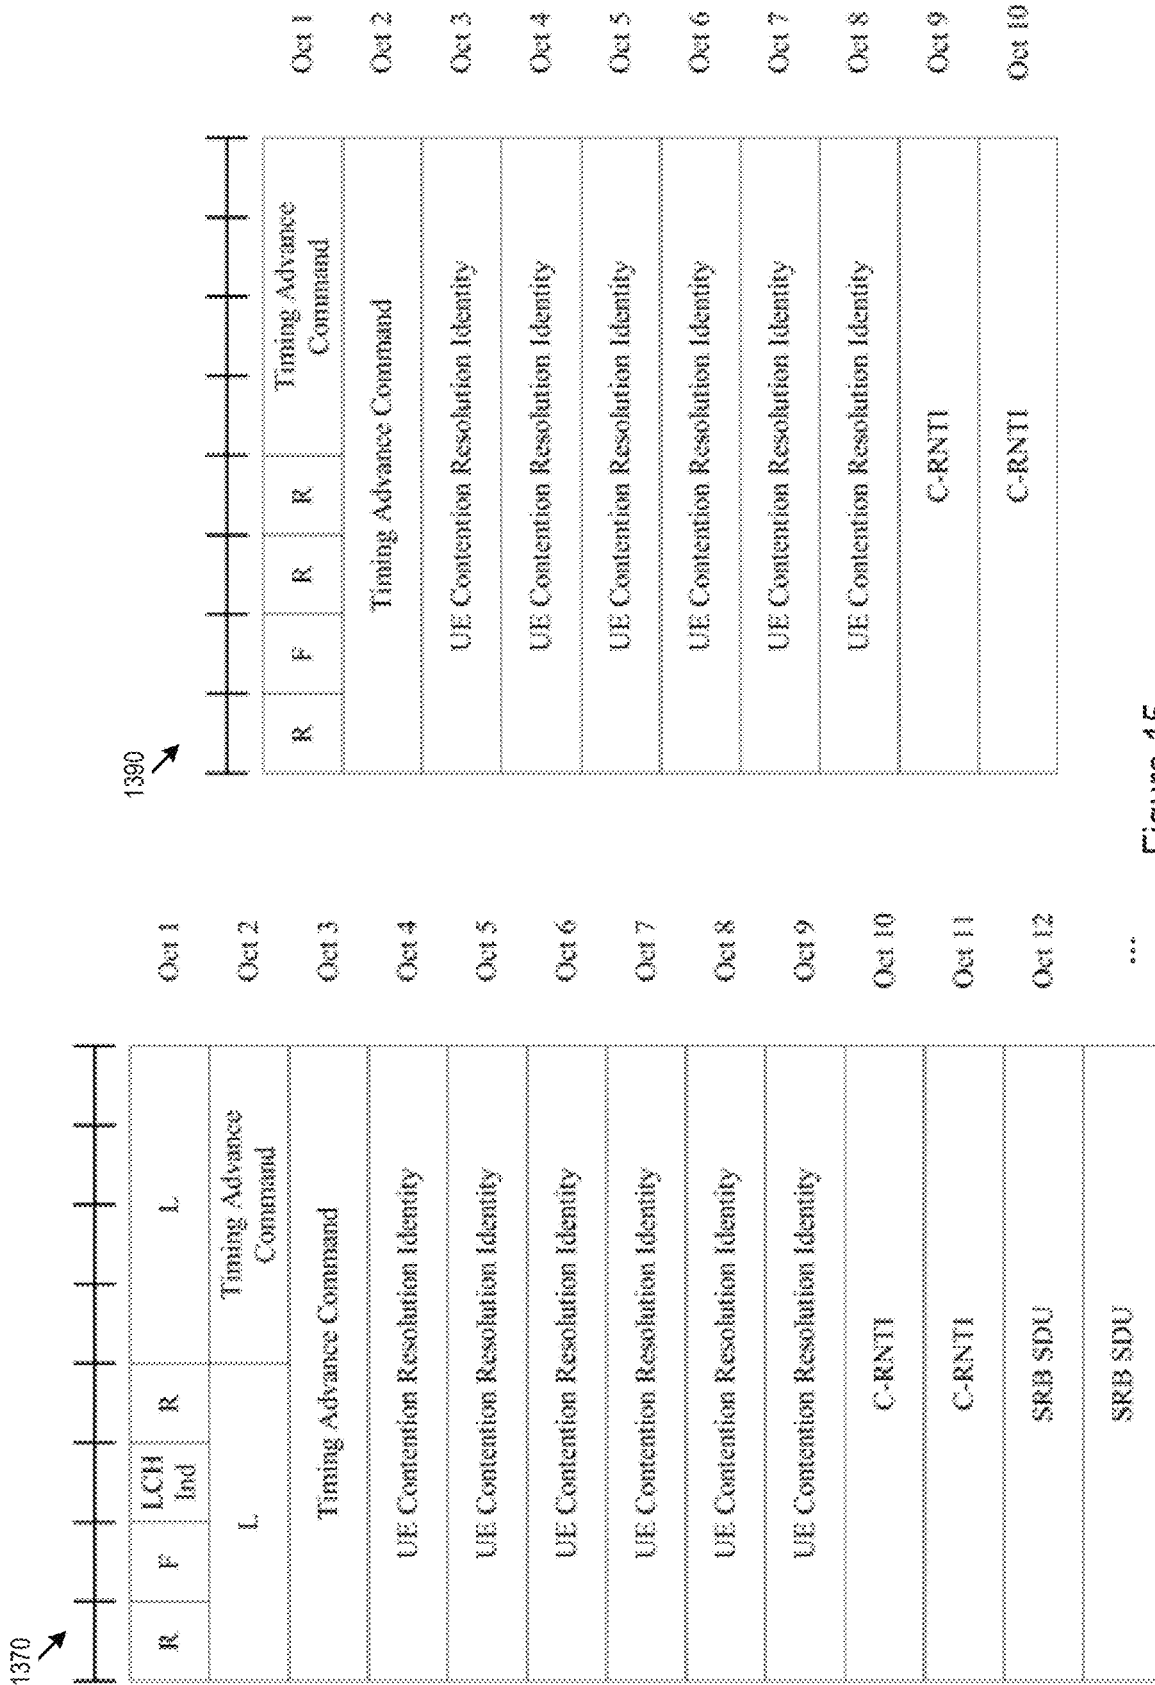 1370
R F LCH Ind R L Oct 1
L Timing Advance Command Oct 2
Timing Advance Command Oct 3
UE Contention Resolution Identity Oct 4
UE Contention Resolution Identity Oct 5
UE Contention Resolution Identity Oct 6
UE Contention Resolution Identity Oct 7
UE Contention Resolution Identity Oct 8
UE Contention Resolution Identity Oct 9
C-RNTI Oct 10
C-RNTI Oct 11
SRB SDU Oct 12
SRB SDU ...
1390
R F R R Timing Advance Command Oct 1
Timing Advance Command Oct 2
UE Contention Resolution Identity Oct 3
UE Contention Resolution Identity Oct 4
UE Contention Resolution Identity Oct 5
UE Contention Resolution Identity Oct 6
UE Contention Resolution Identity Oct 7
UE Contention Resolution Identity Oct 8
C-RNTI Oct 9
C-RNTI Oct 10